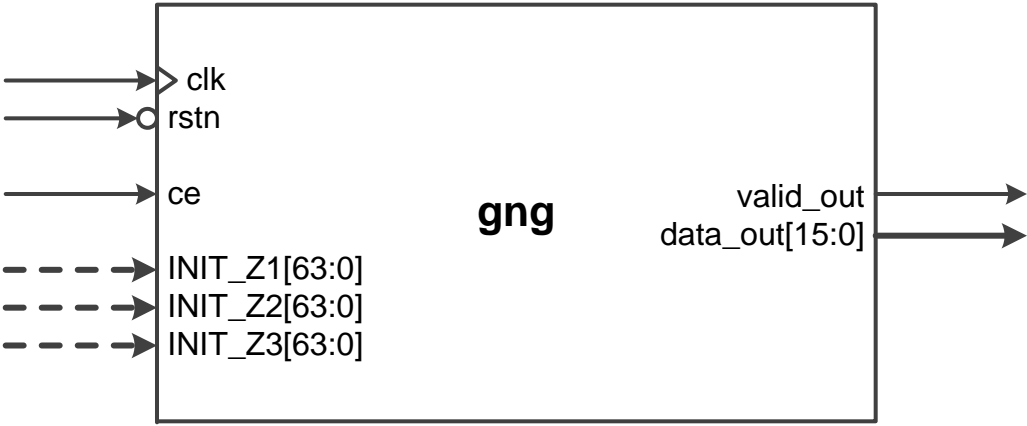 clk
rstn
ce
gng
valid_out
data_out[15:0]
INIT_Z1[63:0]
INIT_Z2[63:0]
INIT_Z3[63:0]